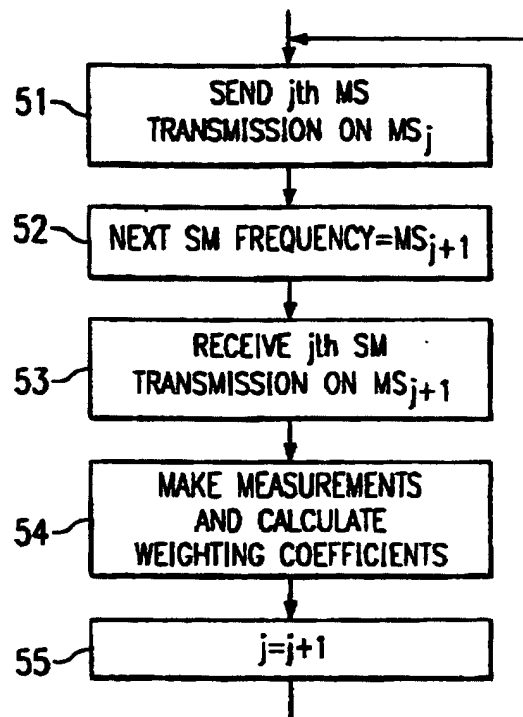 51
SEND jth MS
TRANSMISSION ON MSj
52
NEXT SM FREQUENCY=MSj+1
53
RECEIVE jth SM
TRANSMISSION ON MSj+1
54
MAKE MEASUREMENTS
AND CALCULATE
WEIGHTING COEFFICIENTS
55
j=j+1